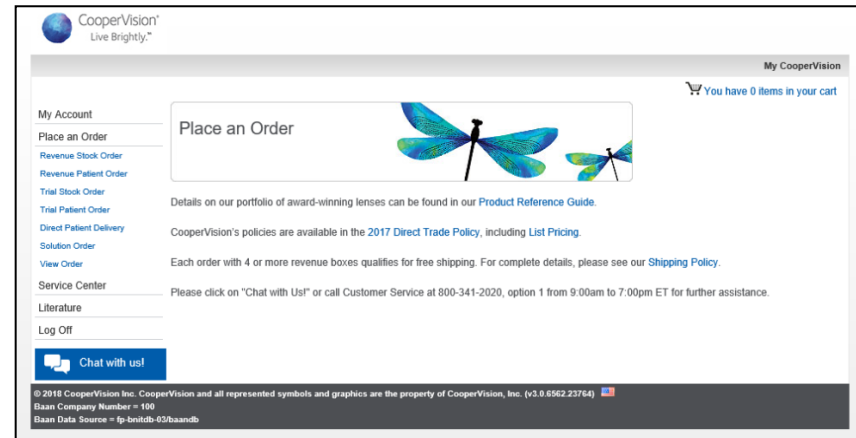 CooperVision®
Live Brightly.™
My CooperVision
You have 0 items in your cart
My Account
Place an Order
Revenue Stock Order
Revenue Patient Order
Trial Stock Order
Trial Patient Order
Direct Patient Delivery
Solution Order
View Order
Service Center
Literature
Log Off
Chat with us!
Place an Order
Details on our portfolio of award-winning lenses can be found in our Product Reference Guide.
CooperVision's policies are available in the 2017 Direct Trade Policy, including List Pricing.
Each order with 4 or more revenue boxes qualifies for free shipping. For complete details, please see our Shipping Policy.
Please click on "Chat with Us!" or call Customer Service at 800-341-2020, option 1 from 9:00am to 7:00pm ET for further assistance.
© 2018 CooperVision Inc. CooperVision and all represented symbols and graphics are the property of CooperVision, Inc. (v3.0.6562.23764)
Baan Company Number = 100
Baan Data Source = fp-bnitdb-03/baandb